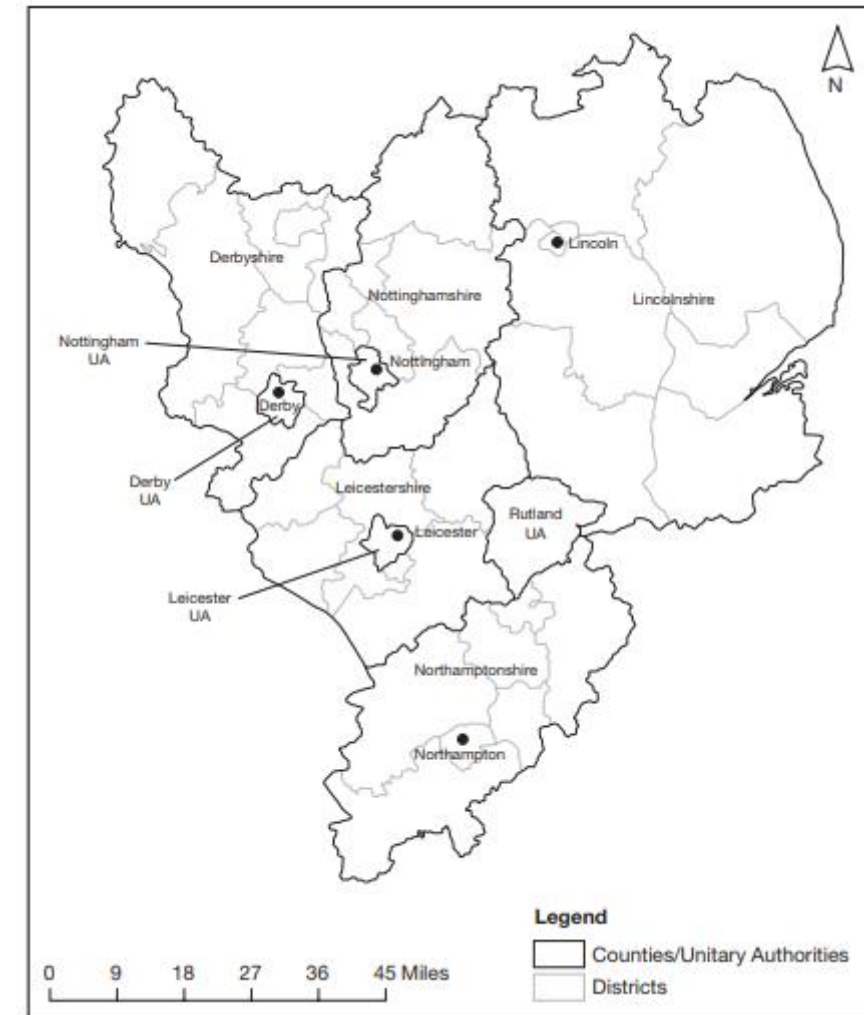 N
Lincoln
Derbyshire
Nottinghamshire
Lincolnshire
Nottingham
UA
Nottingham
Derby
Derby
UA
Leicestershire
Rutland
UA
Leicester
Leicester
UA
Northamptonshire
Northampton
Legend
Counties/Unitary Authorities
Districts
0 9 18 27 36 45 Miles